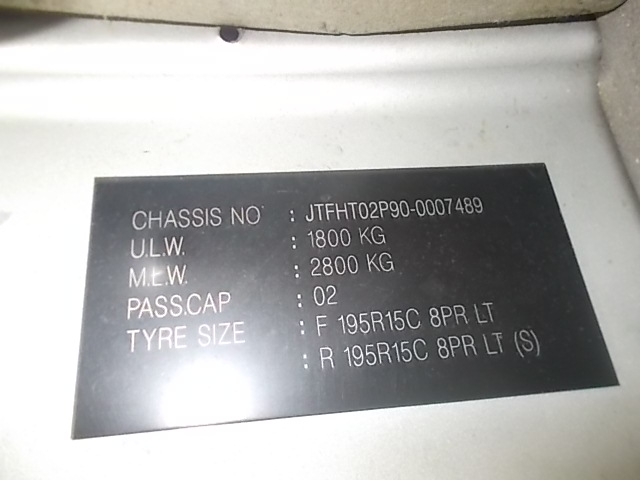 CHASSIS NO : JTFHT02P90-0007489
U.L.W. : 1800 KG
M.L.W. : 2800 KG
PASS.CAP : 02
TYRE SIZE : F 195R15C 8PR LT
: R 195R15C 8PR LT (S)